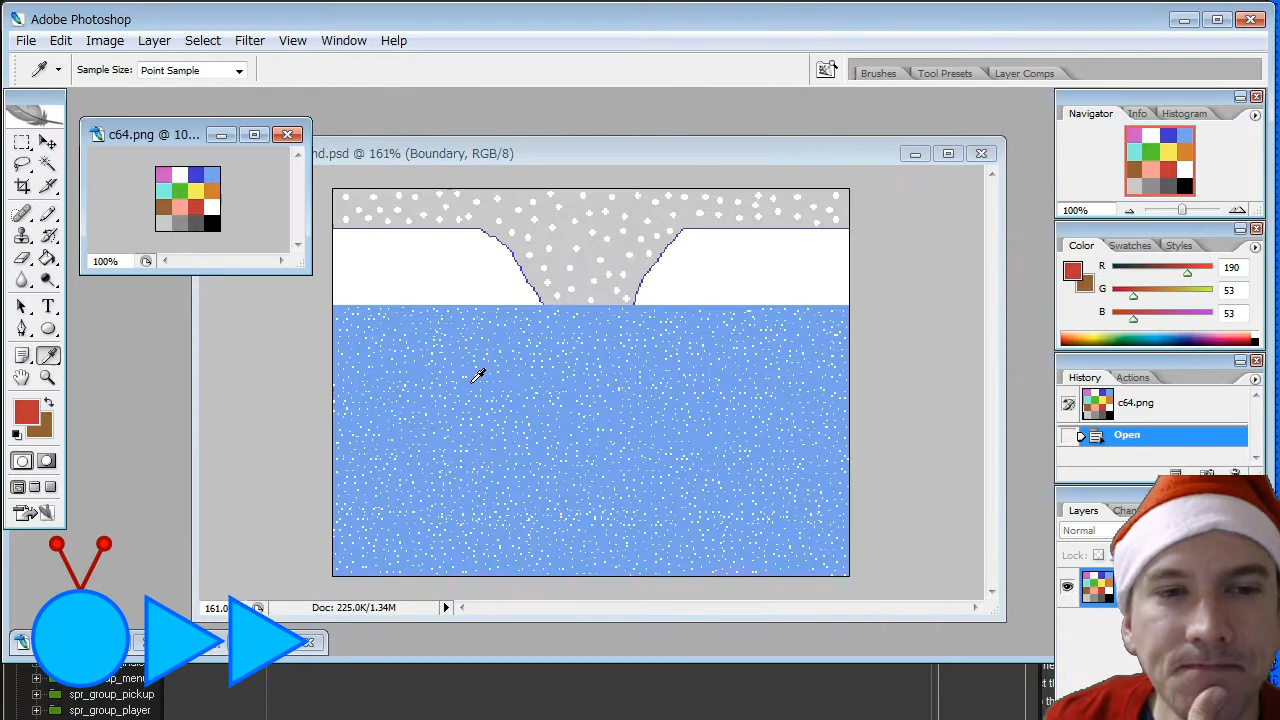 Adobe Photoshop
File Edit Image Layer Select Filter View Window Help
Sample Size: Point Sample
Brushes Tool Presets Layer Comps
c64.png @ 10...
nd.psd @ 161% (Boundary, RGB/8)
100%
Navigator Info Histogram
100%
Color Swatches Styles
R 190
G 53
B 53
History Actions
c64.png
Open
Layers
Normal
Lock:
161.0
Doc: 225.0K/1.34M
spr_group_menu
spr_group_pickup
spr_group_player